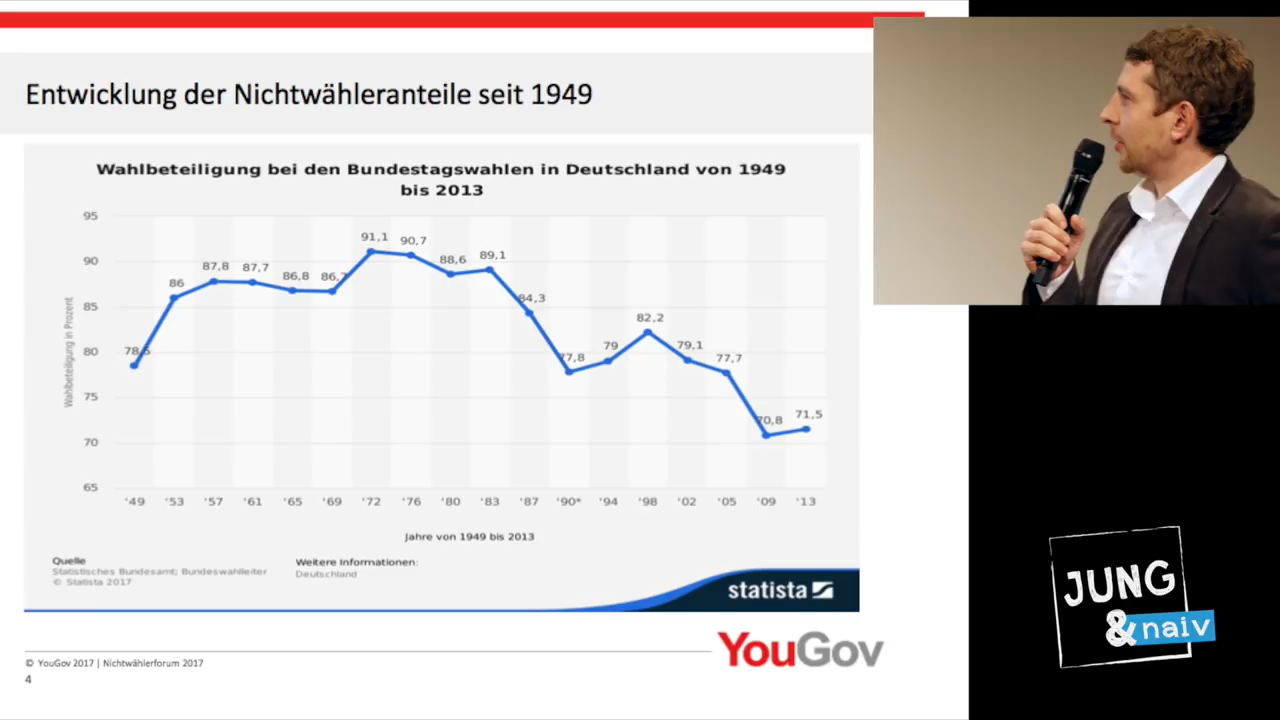 Entwicklung der Nichtwähleranteile seit 1949
Wahlbeteiligung bei den Bundestagswahlen in Deutschland von 1949
bis 2013
Wahlbeteiligung in Prozent
95
90
85
80
75
70
65
78,5
86
87,8
87,7
86,8
86,7
91,1
90,7
88,6
89,1
84,3
77,8
79
82,2
79,1
77,7
70,8
71,5
'49 '53 '57 '61 '65 '69 '72 '76 '80 '83 '87 '90* '94 '98 '02 '05 '09 '13
Jahre von 1949 bis 2013
Quelle
Statistisches Bundesamt; Bundeswahlleiter
© Statista 2017
Weitere Informationen:
Deutschland
statista
YouGov
© YouGov 2017 | Nichtwählerforum 2017
4
JUNG
& naiv